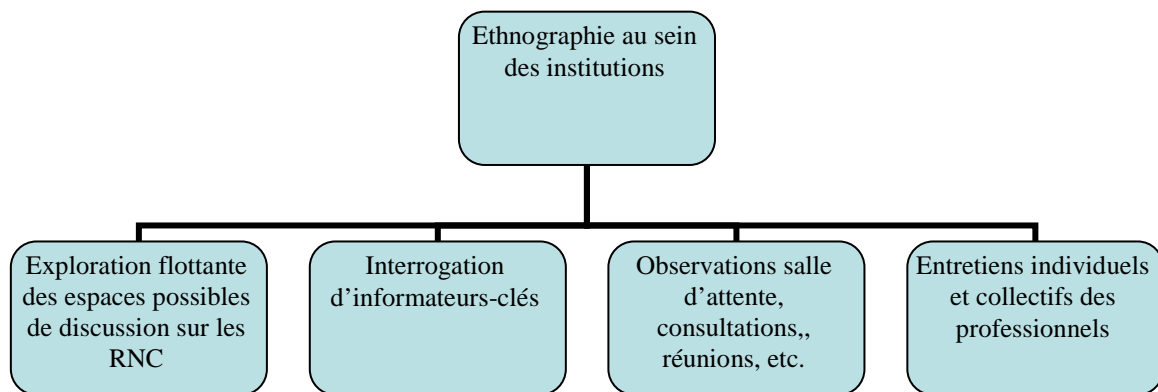 Ethnographie au sein
des institutions
Exploration flottante
des espaces possibles
de discussion sur les
RNC
Interrogation
d’informateurs-clés
Observations salle
d’attente,
consultations,,
réunions, etc.
Entretiens individuels
et collectifs des
professionnels